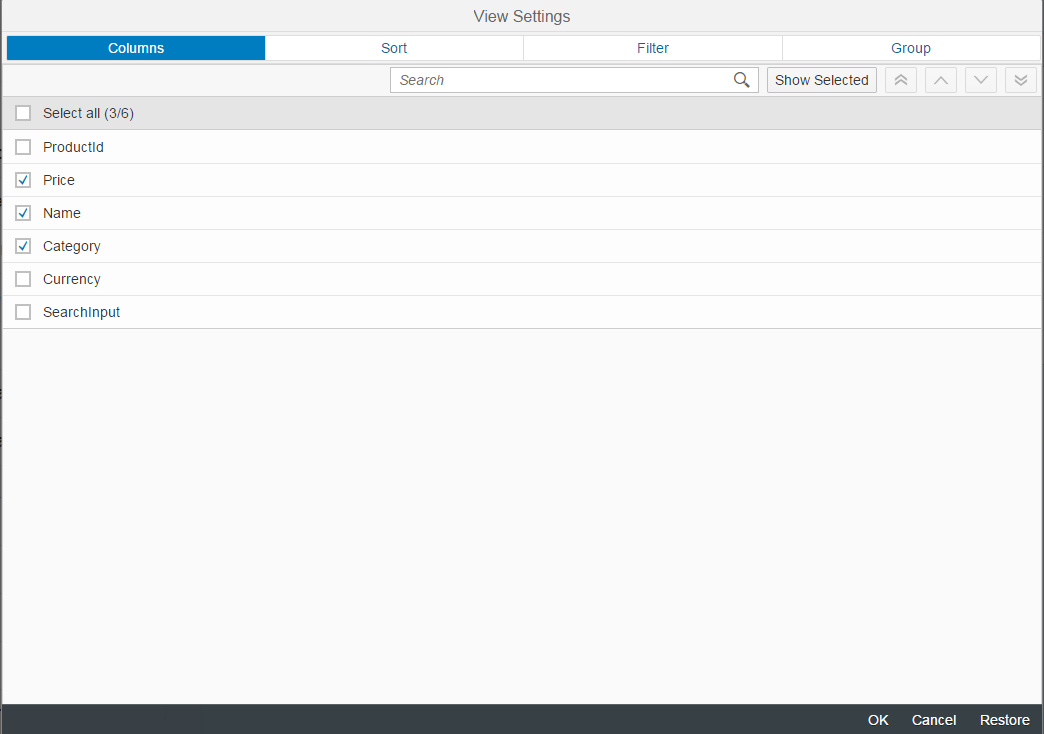 View Settings
Columns Sort Filter Group
Search Show Selected
Select all (3/6)
ProductId
Price
Name
Category
Currency
SearchInput
OK Cancel Restore